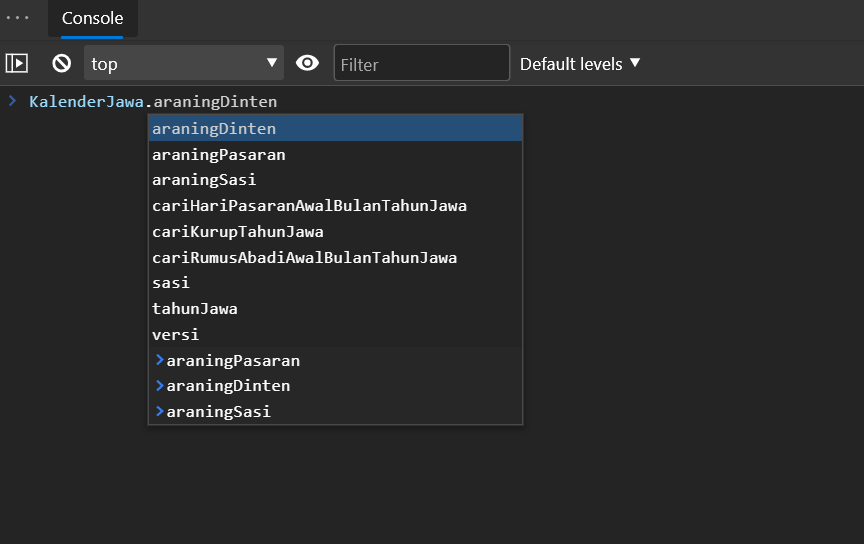 Console
top
Filter
Default levels
KalenderJawa.araningDinten
araningDinten
araningPasaran
araningSasi
cariHariPasaranAwalBulanTahunJawa
cariKurupTahunJawa
cariRumusAbadiAwalBulanTahunJawa
sasi
tahunJawa
versi
araningPasaran
araningDinten
araningSasi